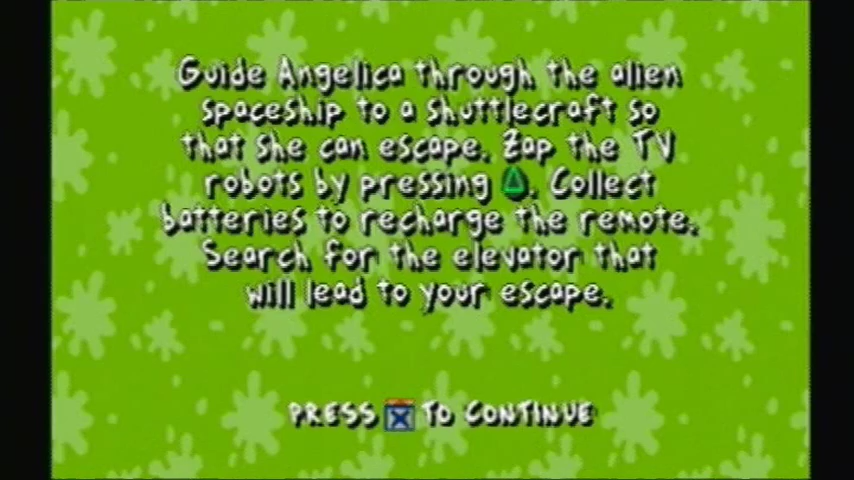 Guide Angelica through the alien
spaceship to a shuttlecraft so
that she can escape. Zap the TV
robots by pressing △. Collect
batteries to recharge the remote.
Search for the elevator that
will lead to your escape.
PRESS X TO CONTINUE